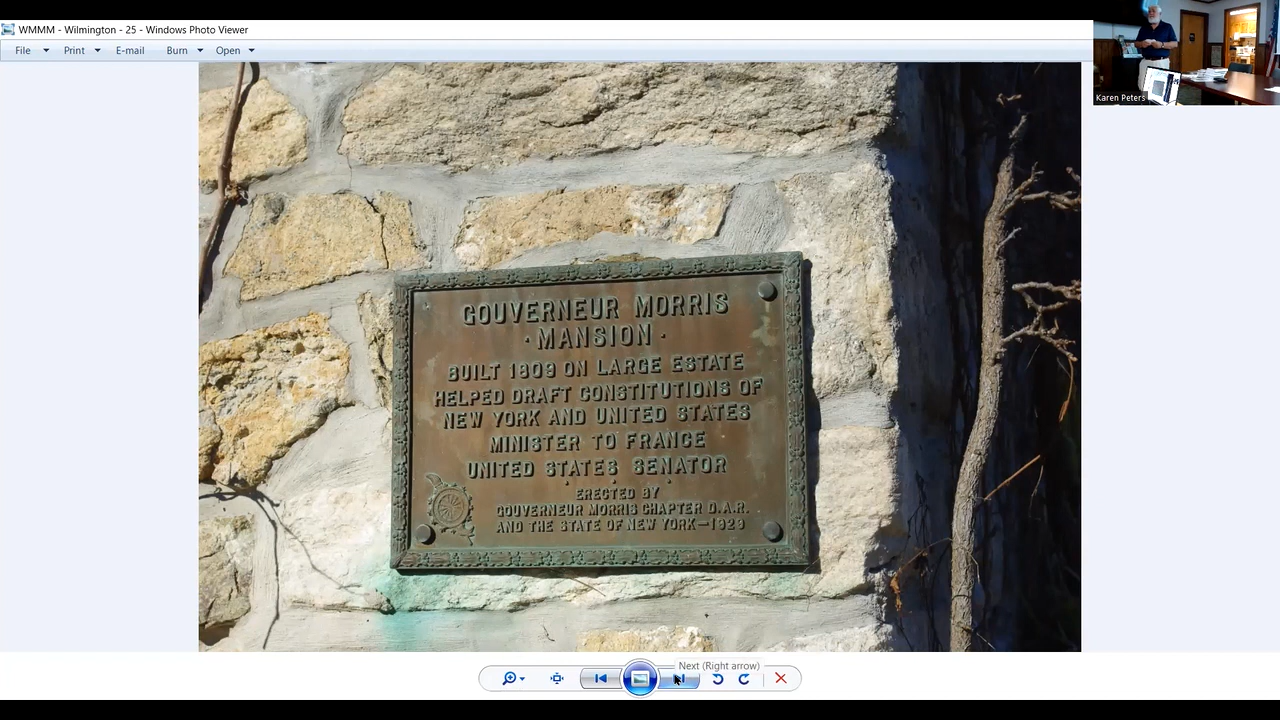 WMMM - Wilmington - 25 - Windows Photo Viewer
File Print E-mail Burn Open
Karen Peters
GOUVERNEUR MORRIS
·MANSION·
BUILT 1809 ON LARGE ESTATE
HELPED DRAFT CONSTITUTIONS OF
NEW YORK AND UNITED STATES
MINISTER TO FRANCE
UNITED STATES SENATOR
ERECTED BY
GOUVERNEUR MORRIS CHAPTER D.A.R.
AND THE STATE OF NEW YORK—1929
Next (Right arrow)